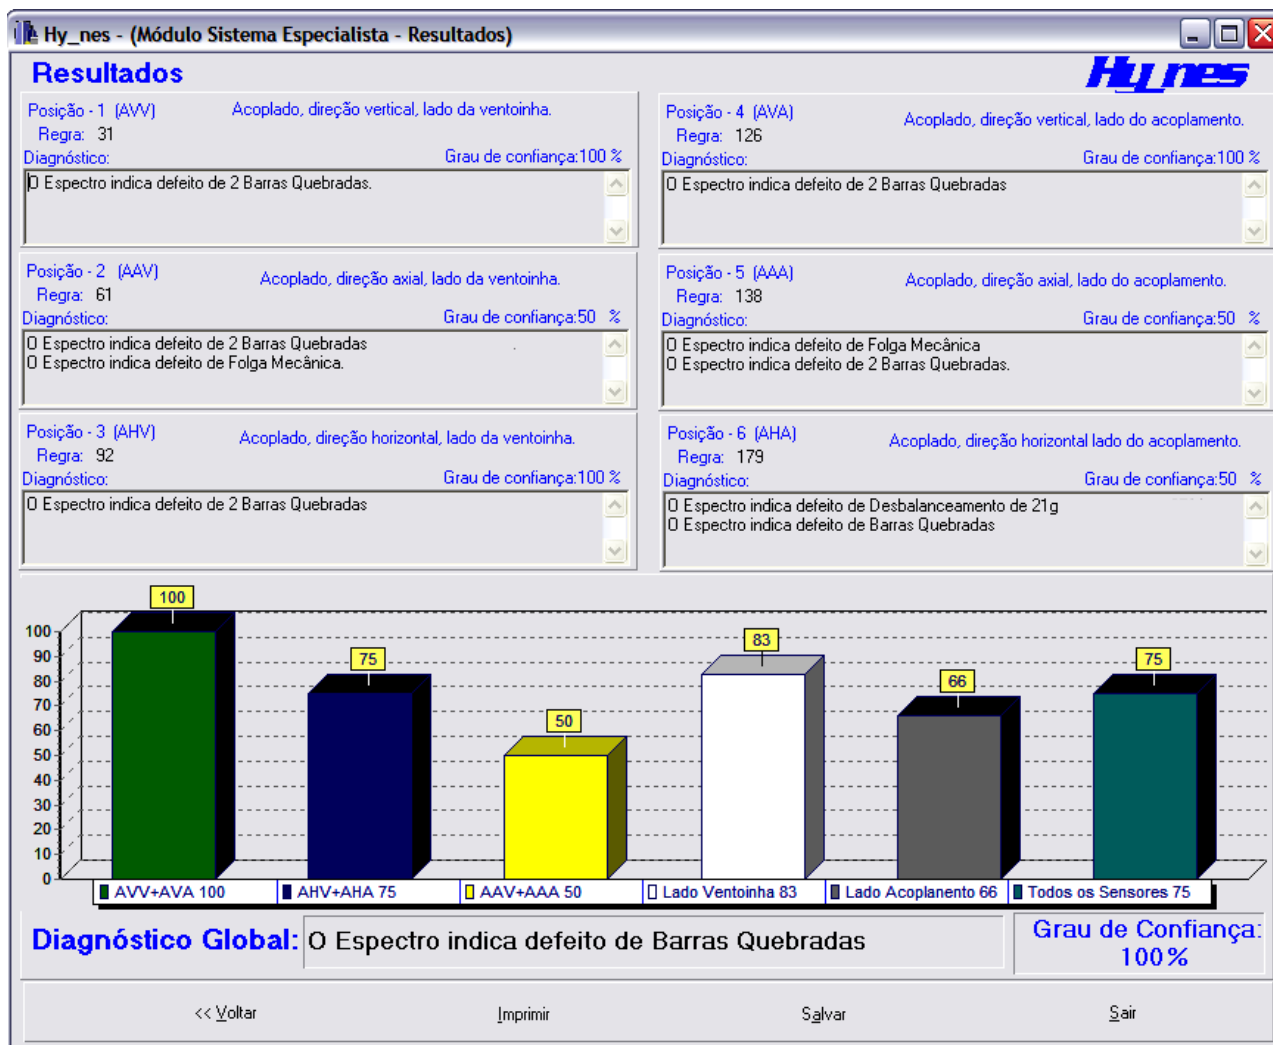 Hy_nes - (Módulo Sistema Especialista - Resultados)
Resultados
Hy_nes
Posição - 1 (AVV)
Acoplado, direção vertical, lado da ventoinha.
Regra: 31
Diagnóstico:
Grau de confiança:100 %
O Espectro indica defeito de 2 Barras Quebradas.
Posição - 4 (AVA)
Acoplado, direção vertical, lado do acoplamento.
Regra: 126
Diagnóstico:
Grau de confiança:100 %
O Espectro indica defeito de 2 Barras Quebradas
Posição - 2 (AAV)
Acoplado, direção axial, lado da ventoinha.
Regra: 61
Diagnóstico:
Grau de confiança:50 %
O Espectro indica defeito de 2 Barras Quebradas
O Espectro indica defeito de Folga Mecânica.
Posição - 5 (AAA)
Acoplado, direção axial, lado do acoplamento.
Regra: 138
Diagnóstico:
Grau de confiança:50 %
O Espectro indica defeito de Folga Mecânica
O Espectro indica defeito de 2 Barras Quebradas.
Posição - 3 (AHV)
Acoplado, direção horizontal, lado da ventoinha.
Regra: 92
Diagnóstico:
Grau de confiança:100 %
O Espectro indica defeito de 2 Barras Quebradas
Posição - 6 (AHA)
Acoplado, direção horizontal lado do acoplamento.
Regra: 179
Diagnóstico:
Grau de confiança:50 %
O Espectro indica defeito de Desbalanceamento de 21g
O Espectro indica defeito de Barras Quebradas
100
75
50
83
66
75
100
90
80
70
60
50
40
30
20
10
0
AVV+AVA 100
AHV+AHA 75
AAV+AAA 50
Lado Ventoinha 83
Lado Acoplanento 66
Todos os Sensores 75
Diagnóstico Global: O Espectro indica defeito de Barras Quebradas
Grau de Confiança:
100%
<< Voltar
Imprimir
Salvar
Sair